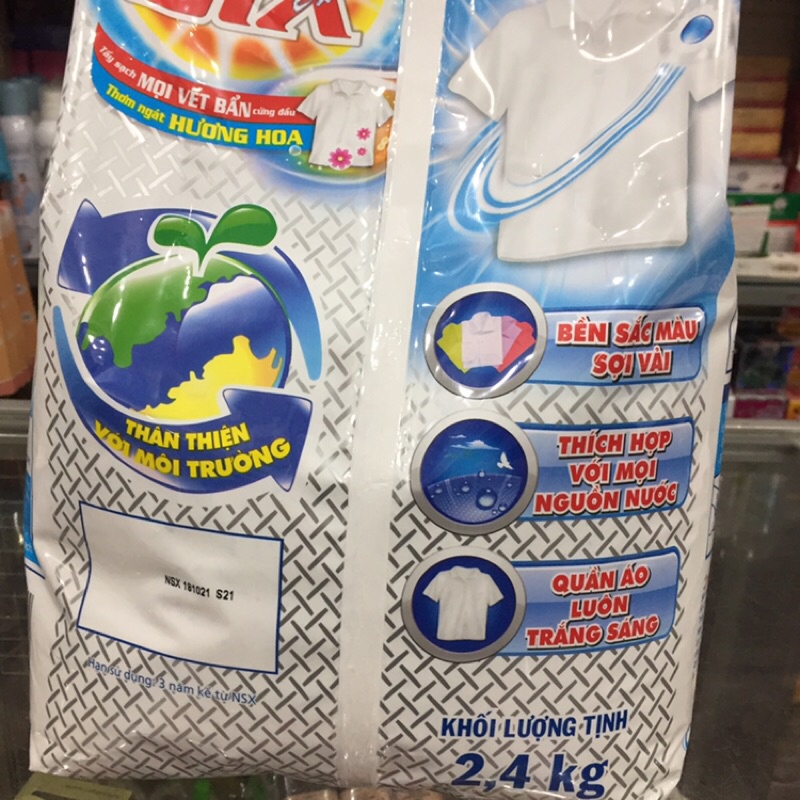 Tẩy sạch MỌI VẾT BẨN cứng đầu
Thơm ngát HƯƠNG HOA
THÂN THIỆN
VỚI MÔI TRƯỜNG
NSX 181021 S21
Hạn sử dụng: 3 năm kể từ NSX
BỀN SẮC MÀU
SỢI VẢI
THÍCH HỢP
VỚI MỌI
NGUỒN NƯỚC
QUẦN ÁO
LUÔN
TRẮNG SÁNG
KHỐI LƯỢNG TỊNH
2,4 kg